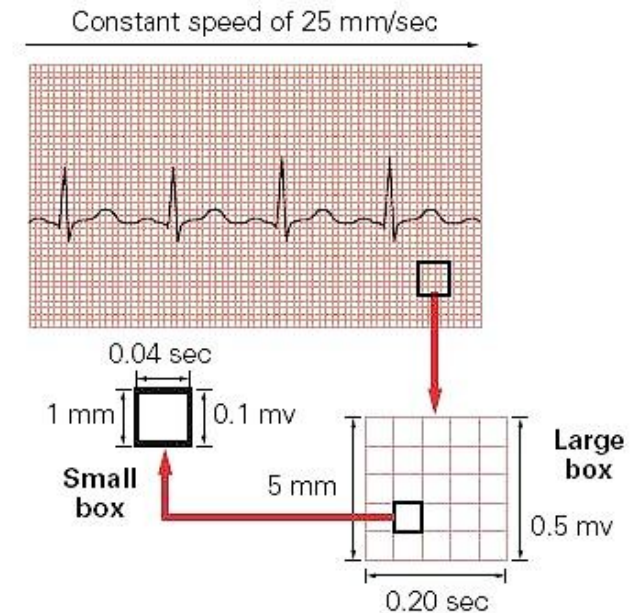 Constant speed of 25 mm/sec
0.04 sec
1 mm
0.1 mv
Small
box
5 mm
Large
box
0.5 mv
0.20 sec